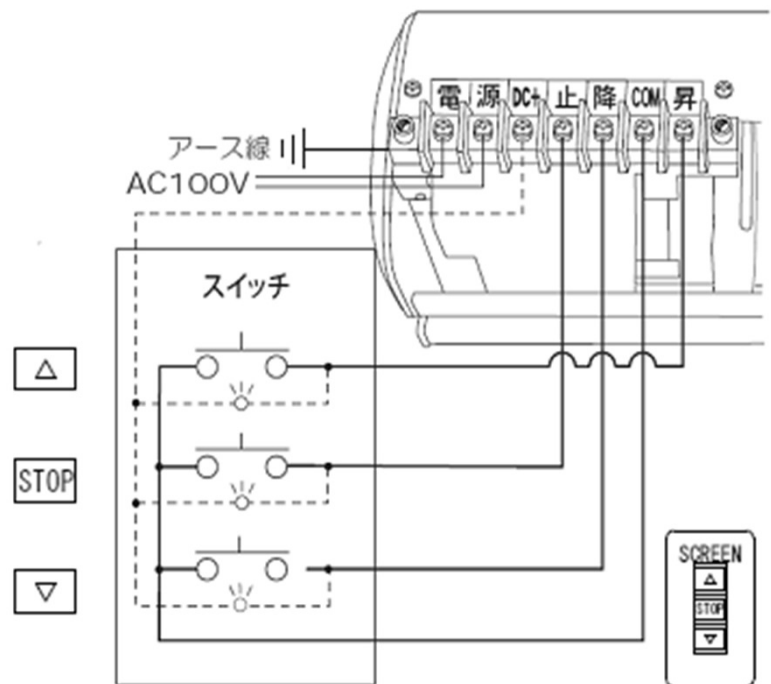 電 源 DC+ 止 降 COM 昇
アース線
AC100V
スイッチ
△
STOP
▽
SCREEN
△
STOP
▽